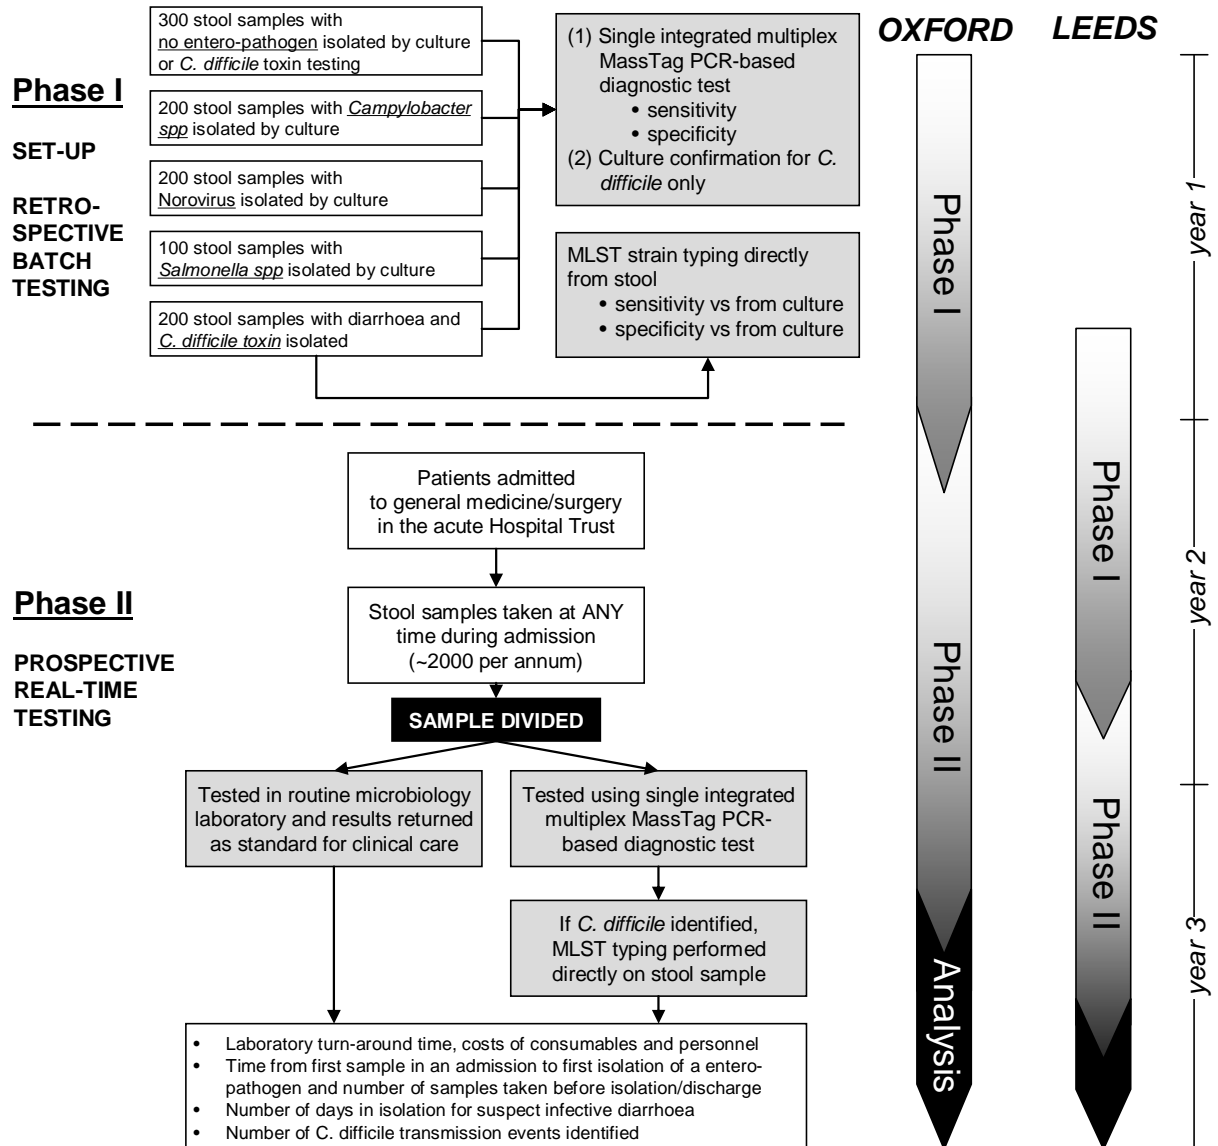 300 stool samples with
no entero-pathogen isolated by culture
or C. difficile toxin testing
Phase I
SET-UP
RETRO-
SPECTIVE
BATCH
TESTING
200 stool samples with Campylobacter
spp isolated by culture
200 stool samples with
Norovirus isolated by culture
100 stool samples with
Salmonella spp isolated by culture
200 stool samples with diarrhoea and
C. difficile toxin isolated
(1) Single integrated multiplex
MassTag PCR-based
diagnostic test
• sensitivity
• specificity
(2) Culture confirmation for C.
difficile only
MLST strain typing directly
from stool
• sensitivity vs from culture
• specificity vs from culture
Phase II
PROSPECTIVE
REAL-TIME
TESTING
Patients admitted
to general medicine/surgery
in the acute Hospital Trust
Stool samples taken at ANY
time during admission
(~2000 per annum)
SAMPLE DIVIDED
Tested in routine microbiology
laboratory and results returned
as standard for clinical care
Tested using single integrated
multiplex MassTag PCR-
based diagnostic test
If C. difficile identified,
MLST typing performed
directly on stool sample
• Laboratory turn-around time, costs of consumables and personnel
• Time from first sample in an admission to first isolation of a entero-
pathogen and number of samples taken before isolation/discharge
• Number of days in isolation for suspect infective diarrhoea
• Number of C. difficile transmission events identified
OXFORD
Phase I
Phase II
Analysis
LEEDS
Phase I
Phase II
year 1
year 2
year 3